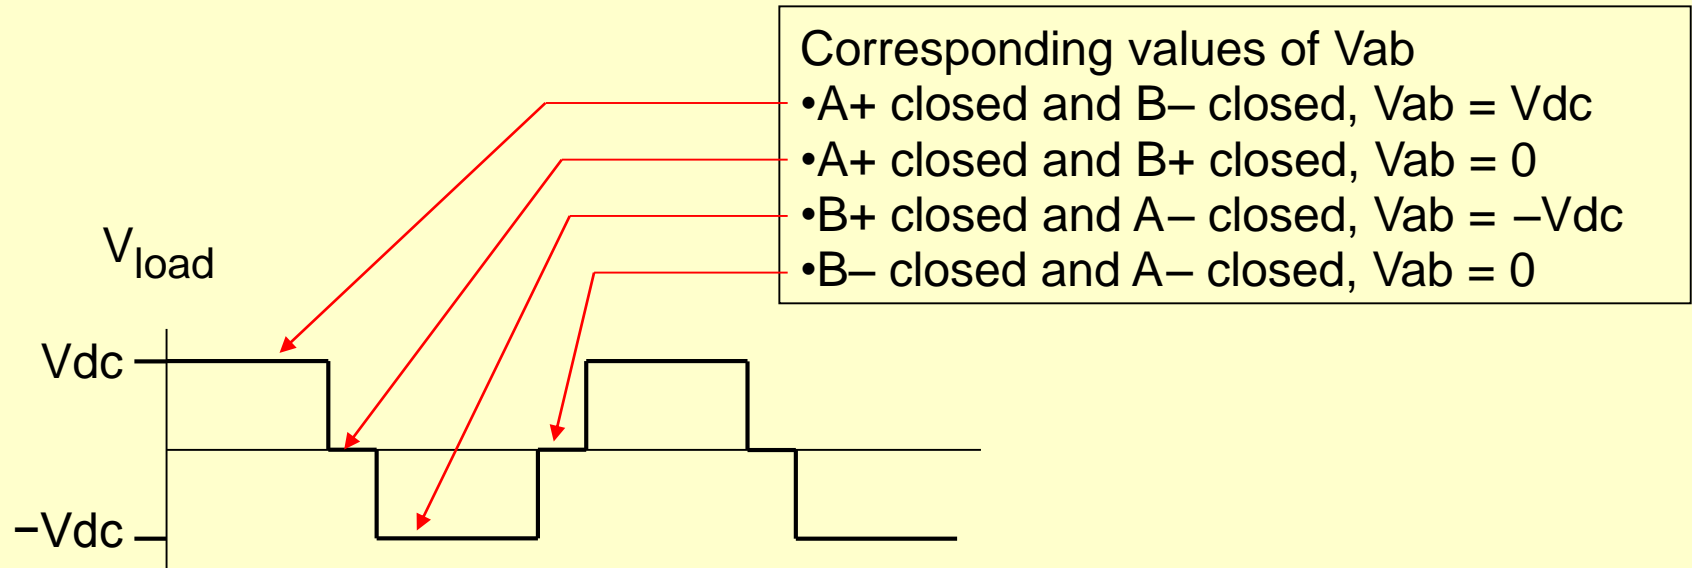 Corresponding values of Vab
•A+ closed and B– closed, Vab = Vdc
•A+ closed and B+ closed, Vab = 0
•B+ closed and A– closed, Vab = –Vdc
•B– closed and A– closed, Vab = 0
Vload
Vdc
−Vdc